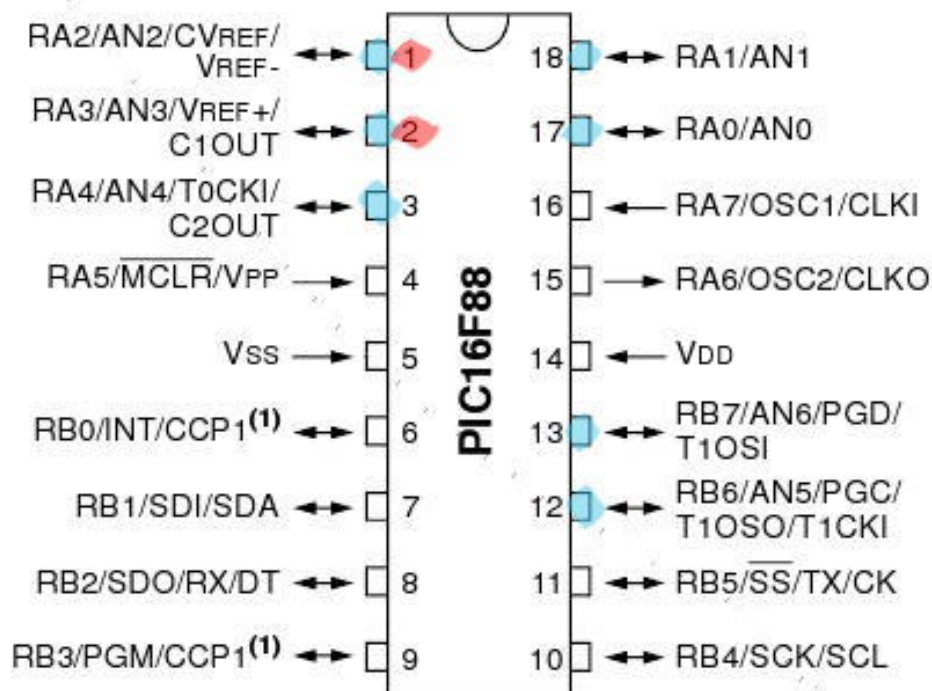 RA2/AN2/CVREF/
VREF-
1
RA3/AN3/VREF+/
C1OUT
2
RA4/AN4/T0CKI/
C2OUT
3
RA5/MCLR/VPP
4
VSS
5
RB0/INT/CCP1(1)
6
RB1/SDI/SDA
7
RB2/SDO/RX/DT
8
RB3/PGM/CCP1(1)
9
PIC16F88
18
RA1/AN1
17
RA0/AN0
16
RA7/OSC1/CLKI
15
RA6/OSC2/CLKO
14
VDD
13
RB7/AN6/PGD/
T1OSI
12
RB6/AN5/PGC/
T1OSO/T1CKI
11
RB5/SS/TX/CK
10
RB4/SCK/SCL